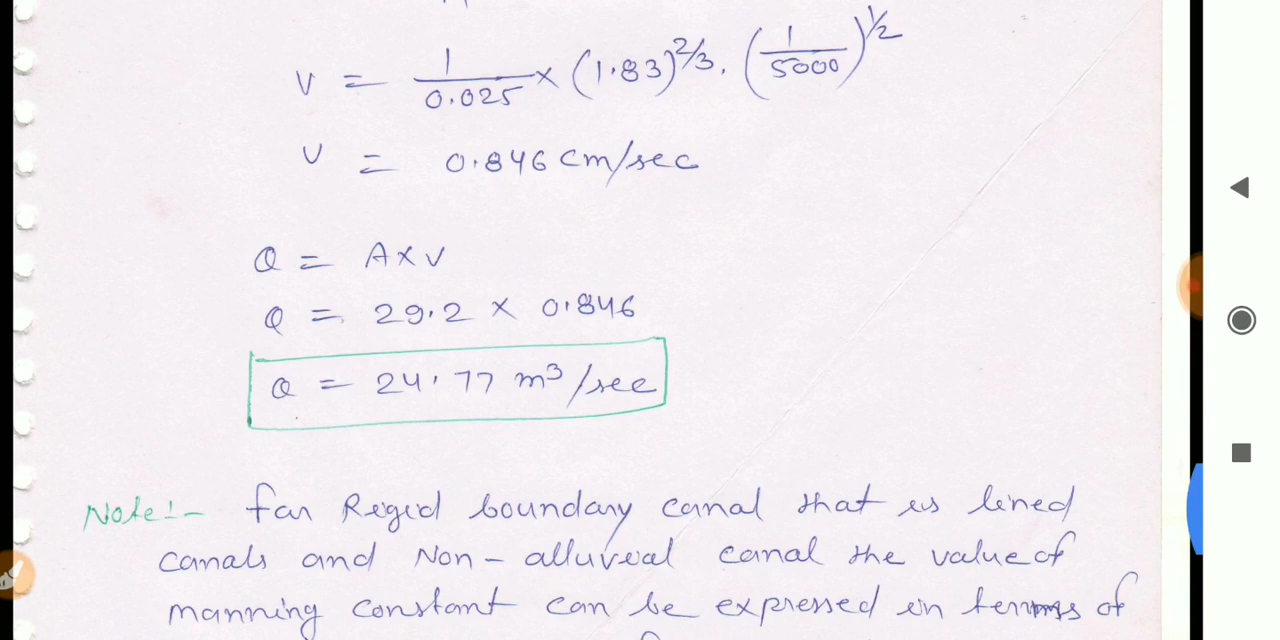 V = 1/0.025 × (1.83)^2/3 . (1/5000)^1/2
V = 0.846 cm/sec
Q = A×V
Q = 29.2 × 0.846
Q = 24.77 m³/sec
Note:- for Rigid boundary canal that is lined
canals and Non-alluvial canal the value of
manning constant can be expressed in terms of